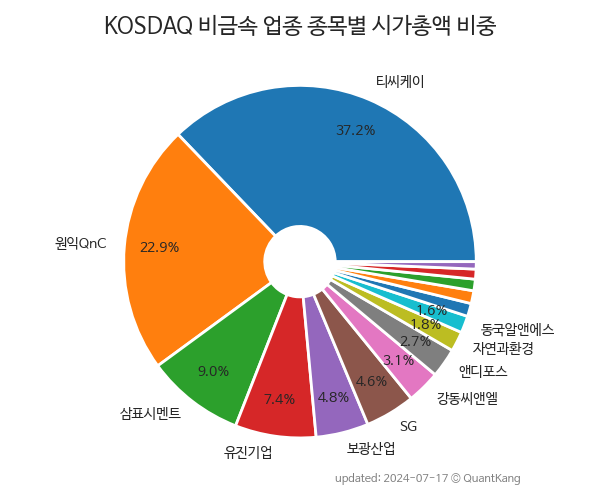 KOSDAQ 비금속 업종 종목별 시가총액 비중
티씨케이
37.2%
원익QnC
22.9%
1.6%
1.8%
동국알앤에스
2.7%
자연과환경
3.1%
앤디포스
9.0%
4.6%
4.8%
7.4%
강동씨앤엘
삼표시멘트
SG
보광산업
유진기업
updated: 2024-07-17 © QuantKang